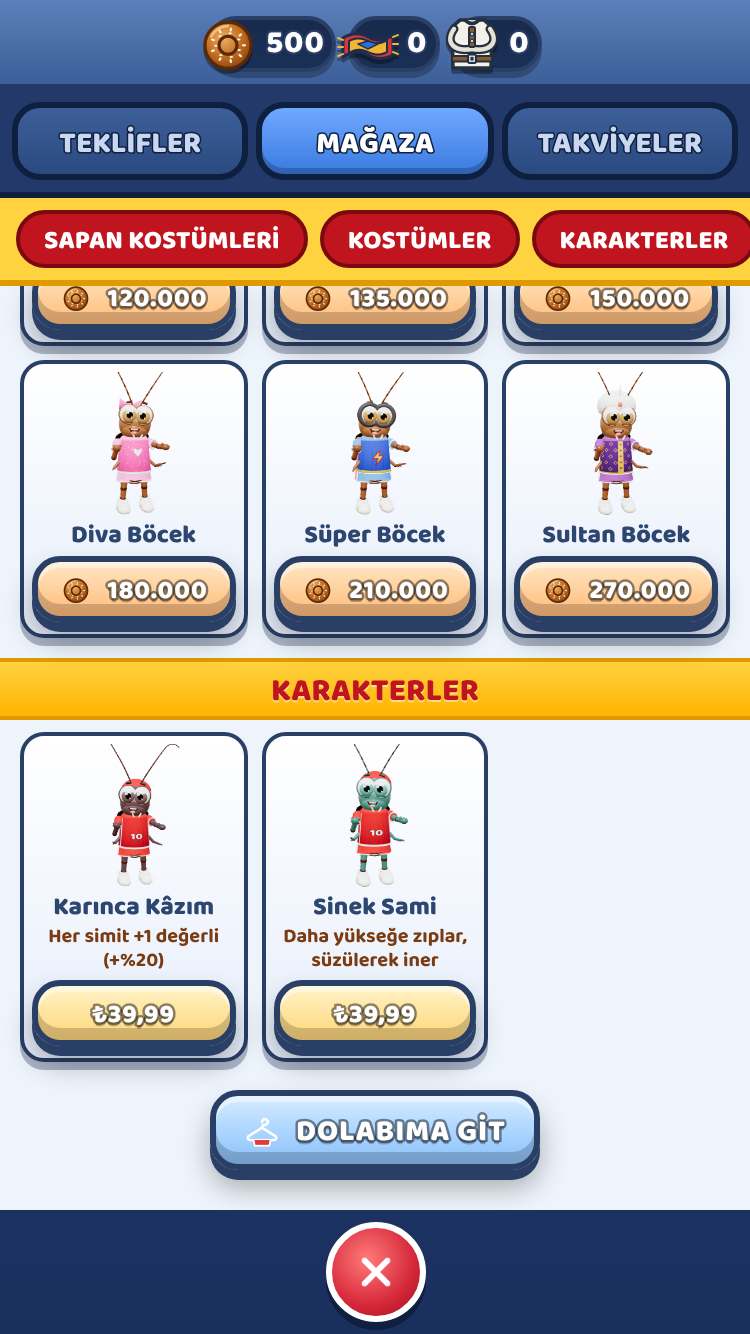 500
0
0
TEKLİFLER
MAĞAZA
TAKVİYELER
SAPAN KOSTÜMLERİ
KOSTÜMLER
KARAKTERLER
120.000
135.000
150.000
Diva Böcek
Süper Böcek
Sultan Böcek
180.000
210.000
270.000
KARAKTERLER
10
10
Karınca Kâzım
Her simit +1 değerli
(+%20)
Sinek Sami
Daha yükseğe zıplar,
süzülerek iner
₺39,99
₺39,99
DOLABIMA GİT